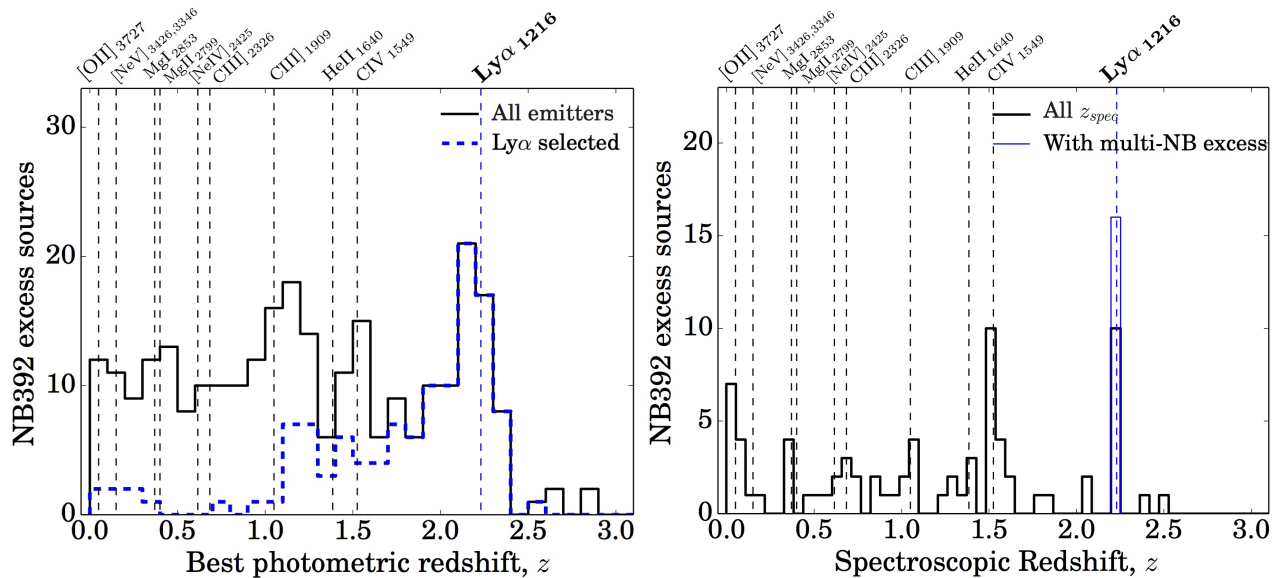 [OII] 3727
[NeV] 3426,3346
MgI 2853
MgII 2799
[NeIV] 2425
CIII] 2326
CIII] 1909
HeII 1640
CIV 1549
Lyα 1216
All emitters
Lyα selected
NB392 excess sources
30
20
10
0
0.0 0.5 1.0 1.5 2.0 2.5 3.0
Best photometric redshift, z
[OII] 3727
[NeV] 3426,3346
MgI 2853
MgII 2799
[NeIV] 2425
CIII] 2326
CIII] 1909
HeII 1640
CIV 1549
Lyα 1216
All zspec
With multi-NB excess
NB392 excess sources
20
15
10
5
0
0.0 0.5 1.0 1.5 2.0 2.5 3.0
Spectroscopic Redshift, z